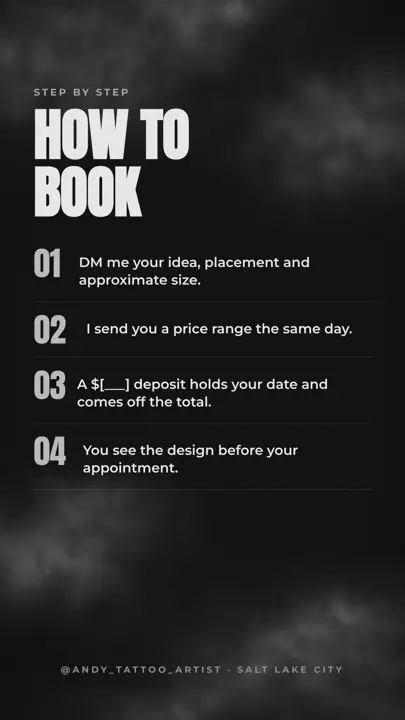 STEP BY STEP
HOW TO
BOOK
01 DM me your idea, placement and
approximate size.
02 I send you a price range the same day.
03 A $[___] deposit holds your date and
comes off the total.
04 You see the design before your
appointment.
@ANDY_TATTOO_ARTIST · SALT LAKE CITY